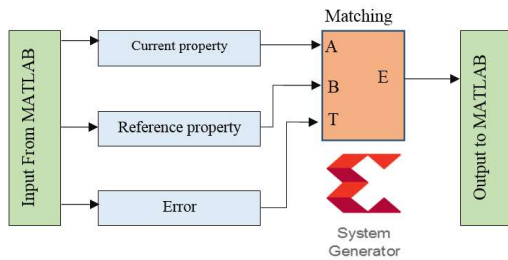 Matching
Input From MATLAB
Current property
Reference property
Error
A
B
T
E
Output to MATLAB
System
Generator